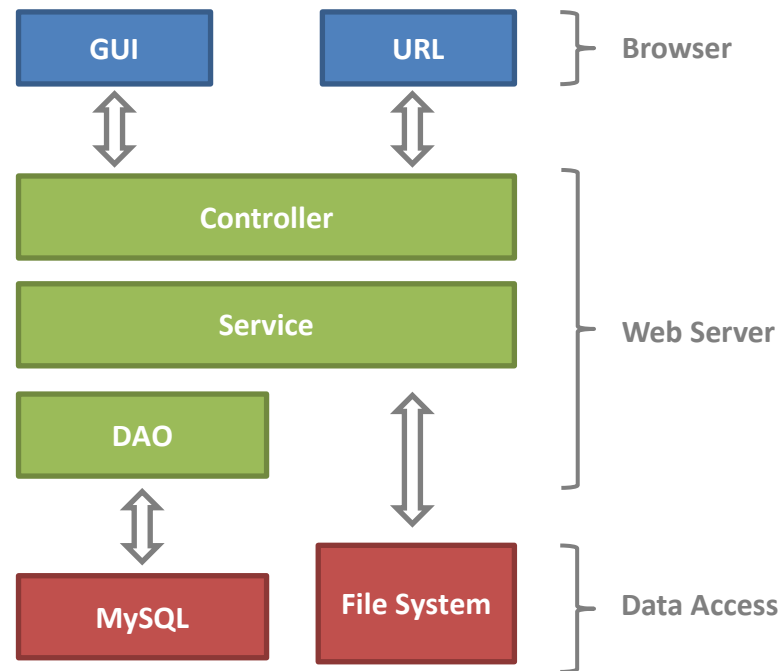 GUI
URL
Browser
Controller
Service
Web Server
DAO
MySQL
File System
Data Access